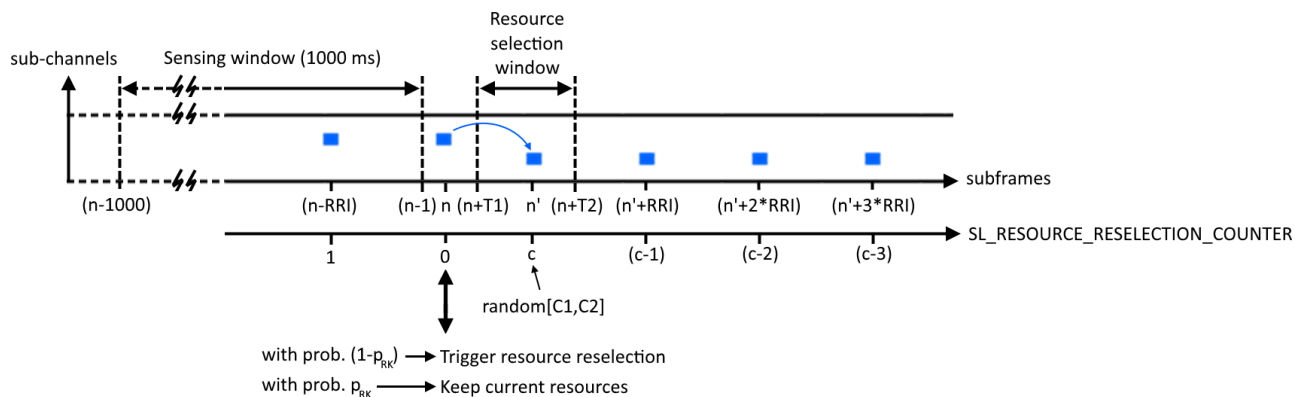 Resource
selection
window
sub-channels
Sensing window (1000 ms)
subframes
(n-1000)
(n-RRI)
(n-1)
n
(n+T1)
n'
(n+T2)
(n'+RRI)
(n'+2*RRI)
(n'+3*RRI)
SL_RESOURCE_RESELECTION_COUNTER
1
0
c
(c-1)
(c-2)
(c-3)
random[C1,C2]
with prob. (1-pRK)
Trigger resource reselection
with prob. pRK
Keep current resources